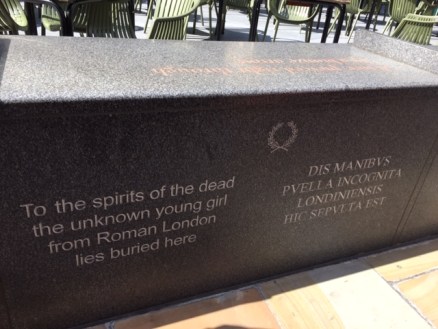 To the spirits of the dead
the unknown young girl
from Roman London
lies buried here
DIS MANIBVS
PVELLA INCOGNITA
LONDINIENSIS
HIC SEPVLTA EST